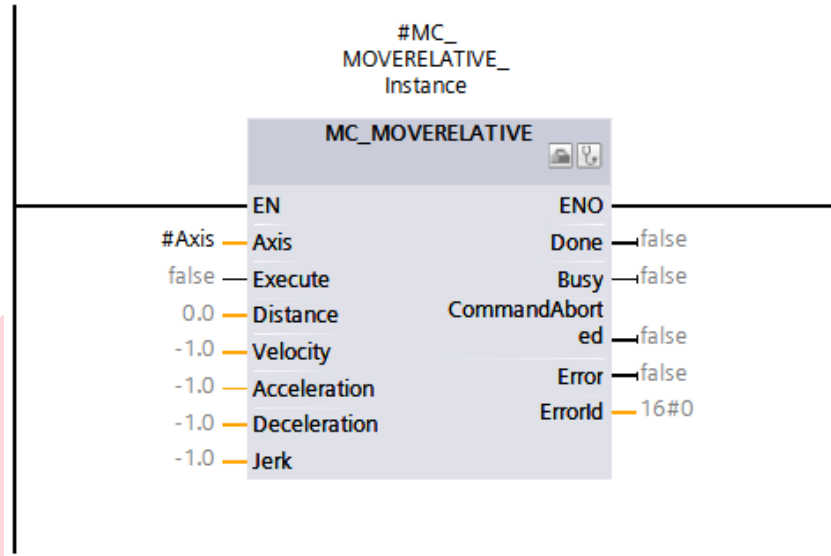 #MC_
MOVERELATIVE_
Instance
MC_MOVERELATIVE
EN ENO
#Axis Axis Done false
false Execute Busy false
0.0 Distance CommandAbort
ed false
-1.0 Velocity
-1.0 Acceleration Error false
-1.0 Deceleration ErrorId 16#0
-1.0 Jerk